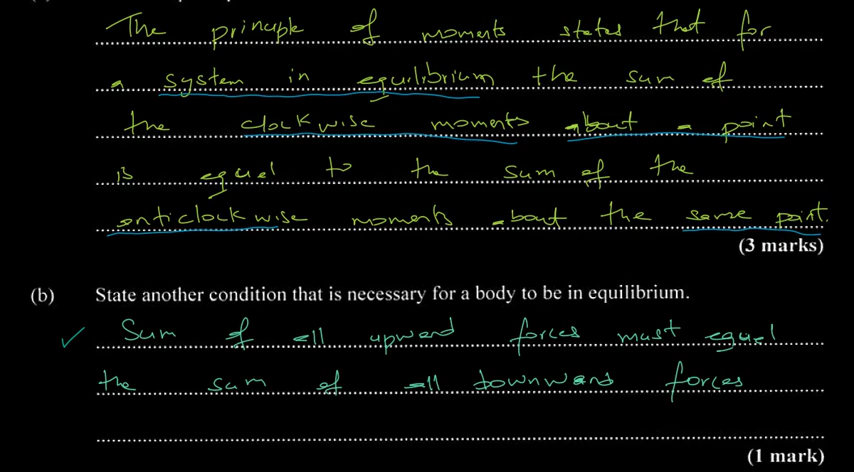 The principle of moments states that for
a system in equilibrium the sum of
the clockwise moments about a point
is equal to the sum of the
anticlockwise moments about the same point.
(3 marks)
(b) State another condition that is necessary for a body to be in equilibrium.
Sum of all upward forces must equal
the sum of all downward forces
(1 mark)